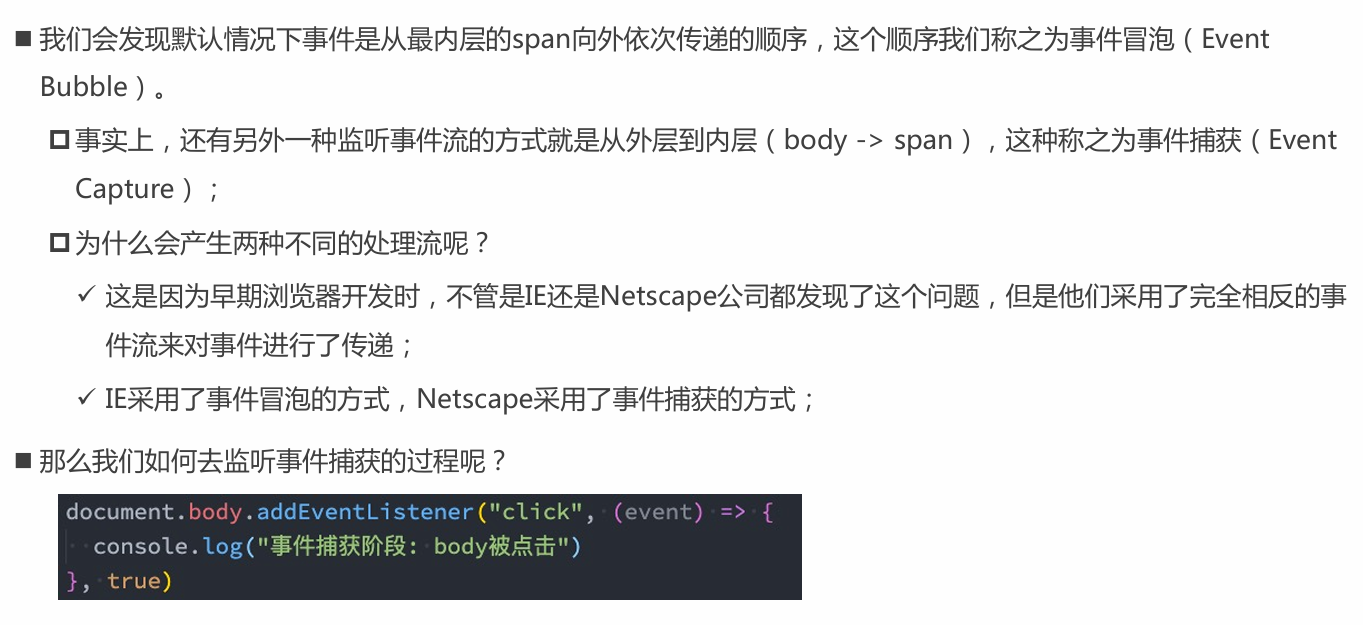 ■ 我们会发现默认情况下事件是从最内层的span向外依次传递的顺序，这个顺序我们称之为事件冒泡（Event
Bubble）。
事实上，还有另外一种监听事件流的方式就是从外层到内层（body -> span），这种称之为事件捕获（Event
Capture）；
为什么会产生两种不同的处理流呢？
✓ 这是因为早期浏览器开发时，不管是IE还是Netscape公司都发现了这个问题，但是他们采用了完全相反的事
件流来对事件进行了传递；
✓ IE采用了事件冒泡的方式，Netscape采用了事件捕获的方式；
■ 那么我们如何去监听事件捕获的过程呢？
document.body.addEventListener("click", (event) => {
  console.log("事件捕获阶段: body被点击")
}, true)